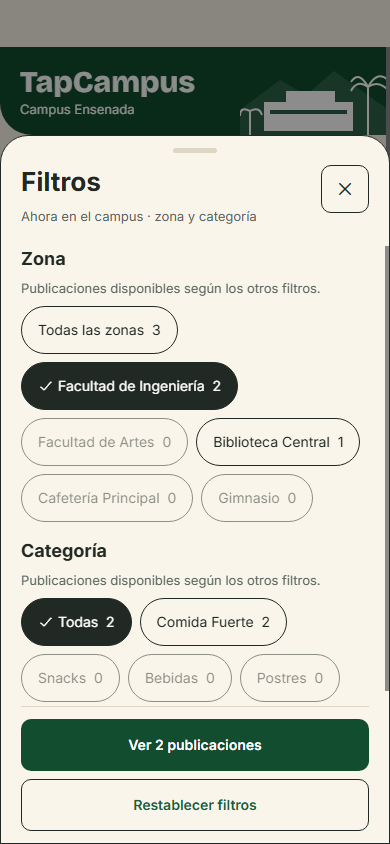 TapCampus
Campus Ensenada
Filtros
Ahora en el campus · zona y categoría
Zona
Publicaciones disponibles según los otros filtros.
Todas las zonas 3
✓ Facultad de Ingeniería 2
Facultad de Artes 0 Biblioteca Central 1
Cafetería Principal 0 Gimnasio 0
Categoría
Publicaciones disponibles según los otros filtros.
✓ Todas 2 Comida Fuerte 2
Snacks 0 Bebidas 0 Postres 0
Ver 2 publicaciones
Restablecer filtros